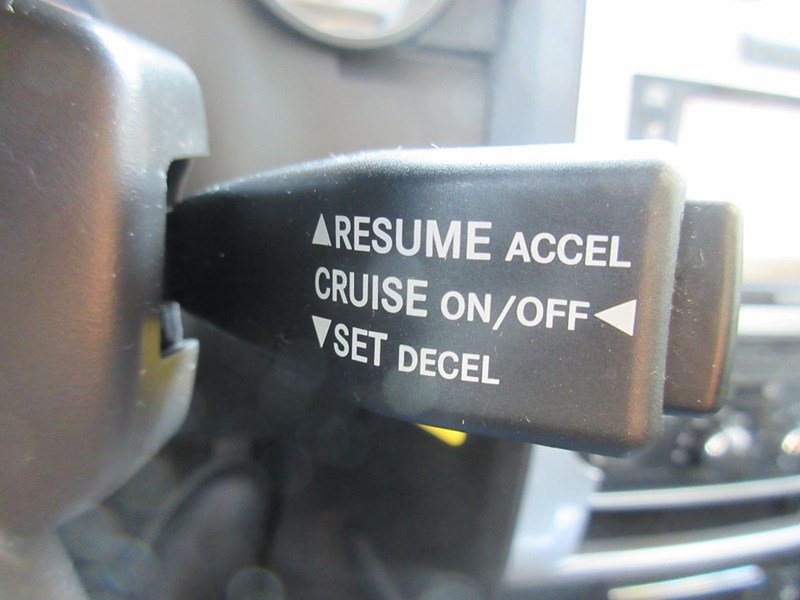 ▲RESUME ACCEL
CRUISE ON/OFF◀
▼SET DECEL